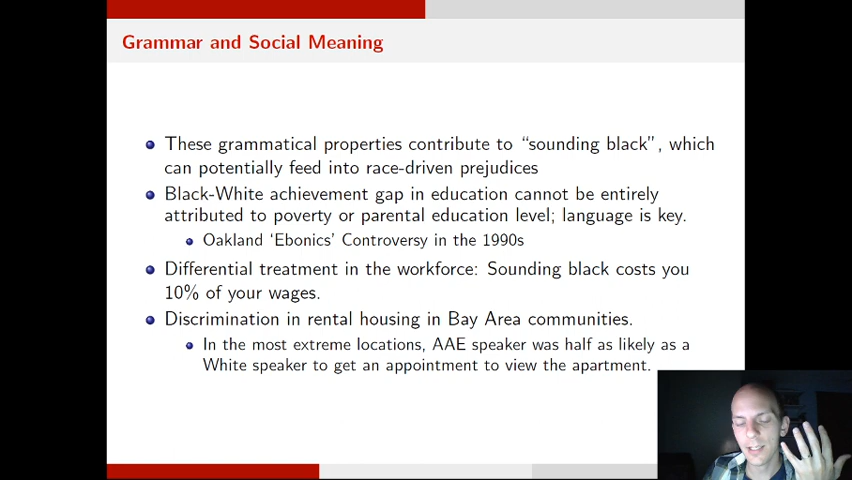 Grammar and Social Meaning
These grammatical properties contribute to “sounding black”, which
can potentially feed into race-driven prejudices
Black-White achievement gap in education cannot be entirely
attributed to poverty or parental education level; language is key.
Oakland ‘Ebonics’ Controversy in the 1990s
Differential treatment in the workforce: Sounding black costs you
10% of your wages.
Discrimination in rental housing in Bay Area communities.
In the most extreme locations, AAE speaker was half as likely as a
White speaker to get an appointment to view the apartment.